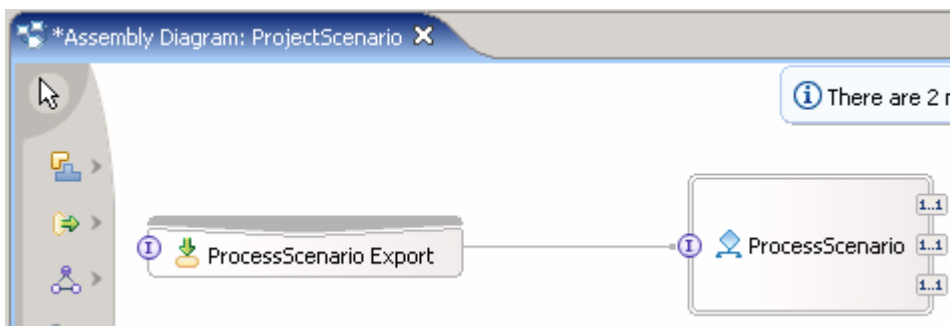 *Assembly Diagram: ProjectScenario
There are 2
I ProcessScenario Export
I ProcessScenario
1..1
1..1
1..1